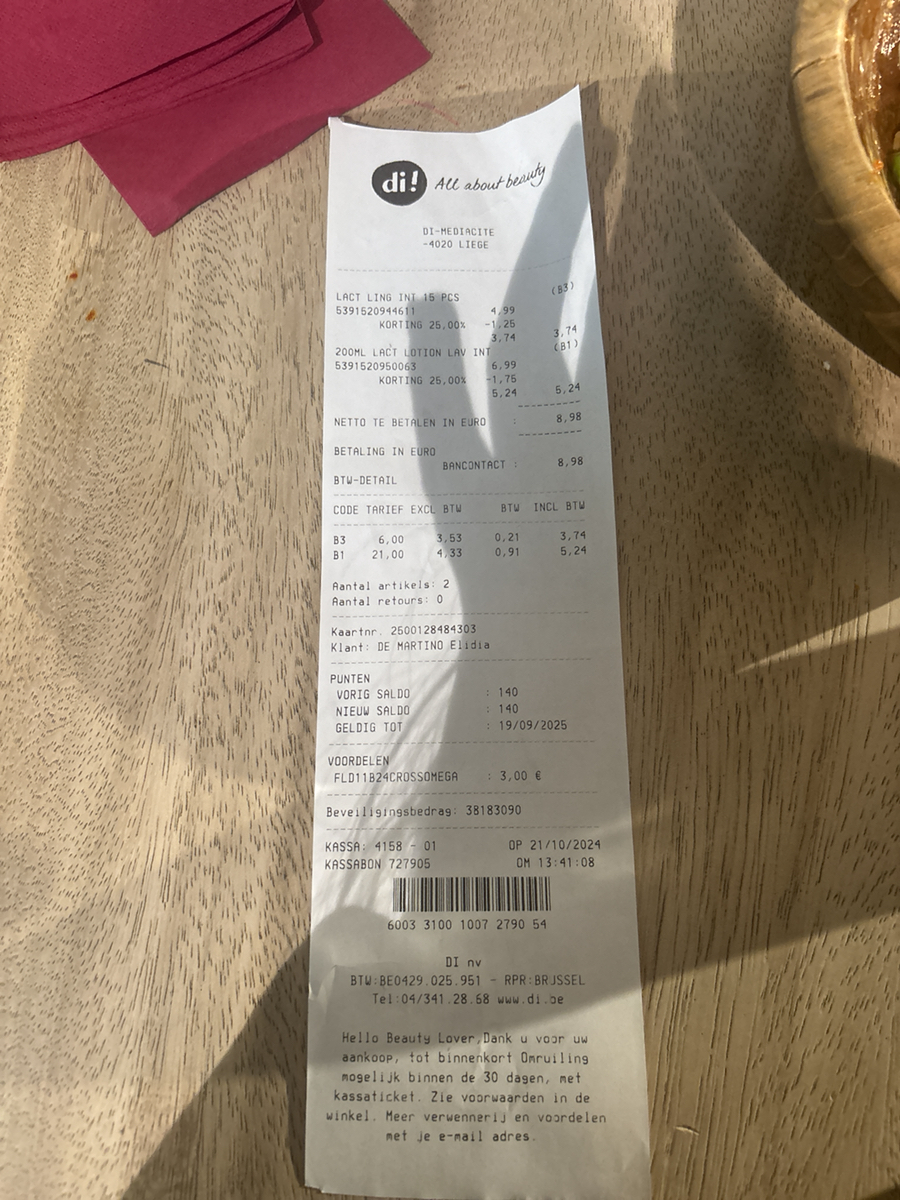 di! All about beauty
DI-MEDIACITE
-4020 LIEGE
LACT LING INT 15 PCS (B3)
5391520944611 4,99
KORTING 25,00% -1,25
3,74 3,74
200ML LACT LOTION LAV INT (B1)
5391520950063 6,99
KORTING 25,00% -1,75
5,24 5,24
NETTO TE BETALEN IN EURO : 8,98
BETALING IN EURO
BANCONTACT : 8,98
BTW-DETAIL
CODE TARIEF EXCL BTW BTW INCL BTW
B3 6,00 3,53 0,21 3,74
B1 21,00 4,33 0,91 5,24
Aantal artikels: 2
Aantal retours: 0
Kaartnr. 2500128484303
Klant: DE MARTINO Elidia
PUNTEN
VORIG SALDO : 140
NIEUW SALDO : 140
GELDIG TOT : 19/09/2025
VOORDELEN
FLD11B24CROSSOMEGA : 3,00 €
Beveiligingsbedrag: 38183090
KASSA: 4158 - 01 OP 21/10/2024
KASSABON 727905 OM 13:41:08
6003 3100 1007 2790 54
DI nv
BTW:BE0429.025.951 - RPR:BRUSSEL
Tel:04/341.28.68 www.di.be
Hello Beauty Lover,Dank u voor uw
aankoop, tot binnenkort Omruiling
mogelijk binnen de 30 dagen, met
kassaticket. Zie voorwaarden in de
winkel. Meer verwennerij en voordelen
met je e-mail adres.